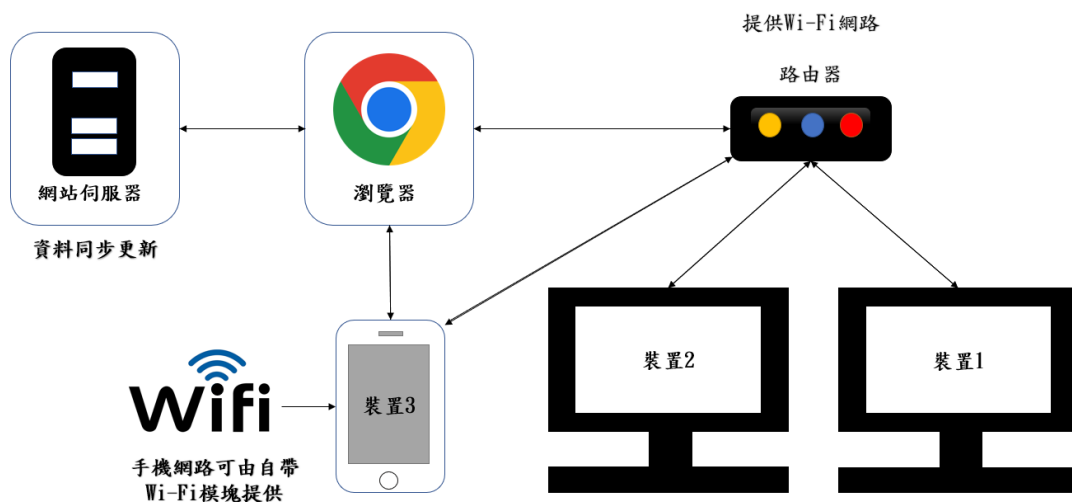 提供Wi-Fi網路
路由器
網站伺服器
瀏覽器
資料同步更新
裝置2
裝置1
Wifi
裝置3
手機網路可由自帶
Wi-Fi模塊提供